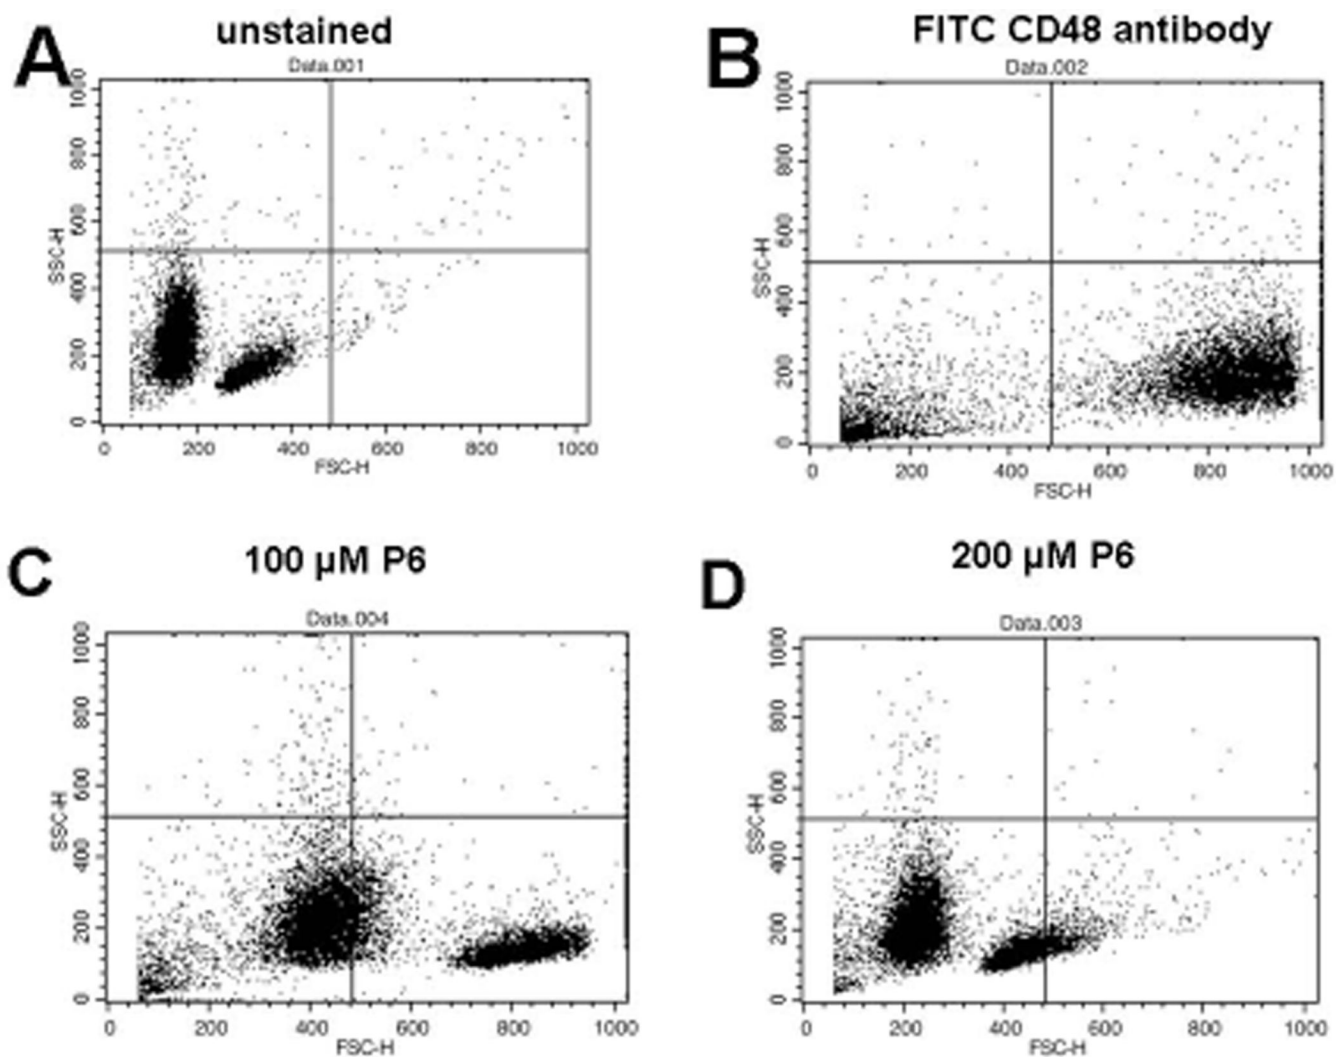 A
unstained
Data.001
SSC-H
0 200 400 600 800 1000
0 200 400 600 800 1000
FSC-H
B
FITC CD48 antibody
Data.002
SSC-H
0 200 400 600 800 1000
0 200 400 600 800 1000
FSC-H
C
100 µM P6
Data.004
SSC-H
0 200 400 600 800 1000
0 200 400 600 800 1000
FSC-H
D
200 µM P6
Data.003
SSC-H
0 200 400 600 800 1000
0 200 400 600 800 1000
FSC-H